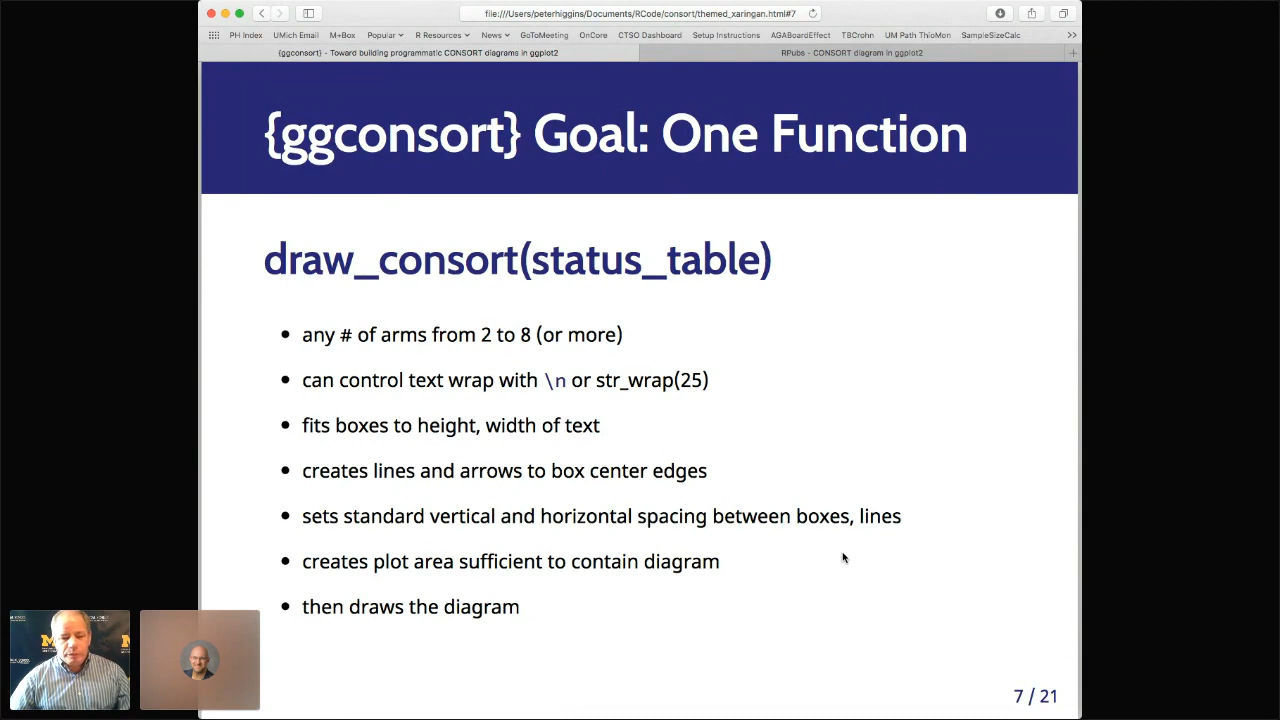 file:///Users/peterhiggins/Documents/RCode/consort/themed_xaringan.html#7
PH Index UMich Email M+Box Popular R Resources News GoToMeeting OnCore CTSO Dashboard Setup Instructions AGABoardEffect TBCrohn UM Path ThioMon SampleSizeCalc
{ggconsort} - Toward building programmatic CONSORT diagrams in ggplot2
RPubs - CONSORT diagram in ggplot2
{ggconsort} Goal: One Function
draw_consort(status_table)
• any # of arms from 2 to 8 (or more)
• can control text wrap with \n or str_wrap(25)
• fits boxes to height, width of text
• creates lines and arrows to box center edges
• sets standard vertical and horizontal spacing between boxes, lines
• creates plot area sufficient to contain diagram
• then draws the diagram
7 / 21